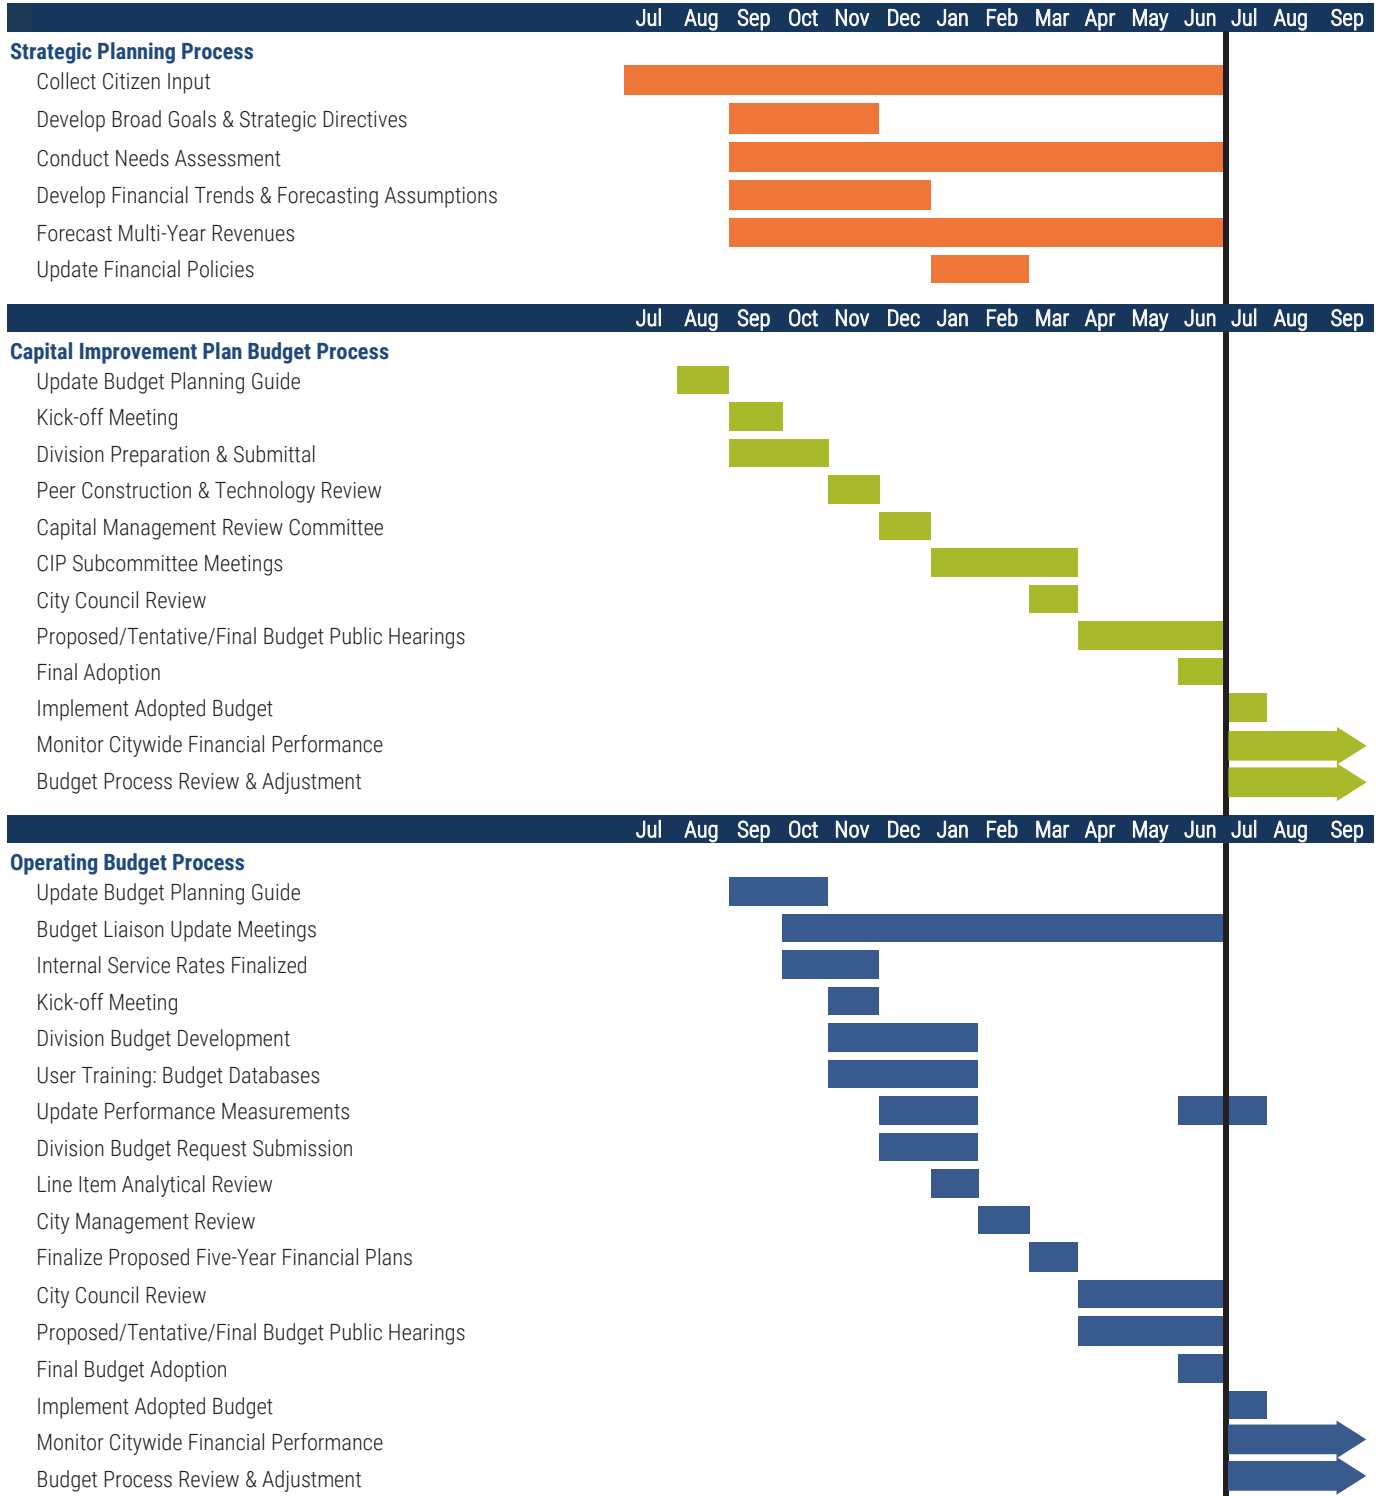 Jul Aug Sep Oct Nov Dec Jan Feb Mar Apr May Jun Jul Aug Sep
Strategic Planning Process
Collect Citizen Input
Develop Broad Goals & Strategic Directives
Conduct Needs Assessment
Develop Financial Trends & Forecasting Assumptions
Forecast Multi-Year Revenues
Update Financial Policies
Jul Aug Sep Oct Nov Dec Jan Feb Mar Apr May Jun Jul Aug Sep
Capital Improvement Plan Budget Process
Update Budget Planning Guide
Kick-off Meeting
Division Preparation & Submittal
Peer Construction & Technology Review
Capital Management Review Committee
CIP Subcommittee Meetings
City Council Review
Proposed/Tentative/Final Budget Public Hearings
Final Adoption
Implement Adopted Budget
Monitor Citywide Financial Performance
Budget Process Review & Adjustment
Jul Aug Sep Oct Nov Dec Jan Feb Mar Apr May Jun Jul Aug Sep
Operating Budget Process
Update Budget Planning Guide
Budget Liaison Update Meetings
Internal Service Rates Finalized
Kick-off Meeting
Division Budget Development
User Training: Budget Databases
Update Performance Measurements
Division Budget Request Submission
Line Item Analytical Review
City Management Review
Finalize Proposed Five-Year Financial Plans
City Council Review
Proposed/Tentative/Final Budget Public Hearings
Final Budget Adoption
Implement Adopted Budget
Monitor Citywide Financial Performance
Budget Process Review & Adjustment